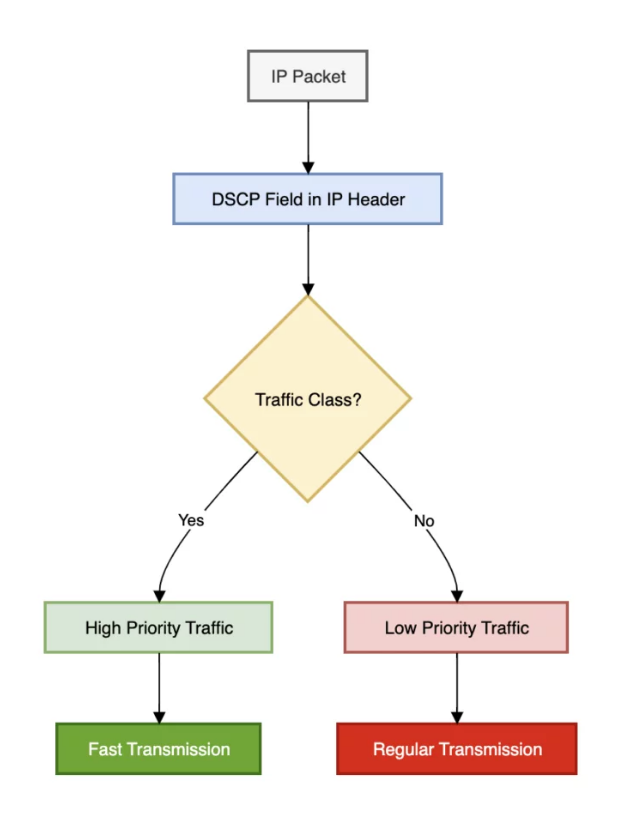 IP Packet
DSCP Field in IP Header
Traffic Class?
Yes
No
High Priority Traffic
Low Priority Traffic
Fast Transmission
Regular Transmission